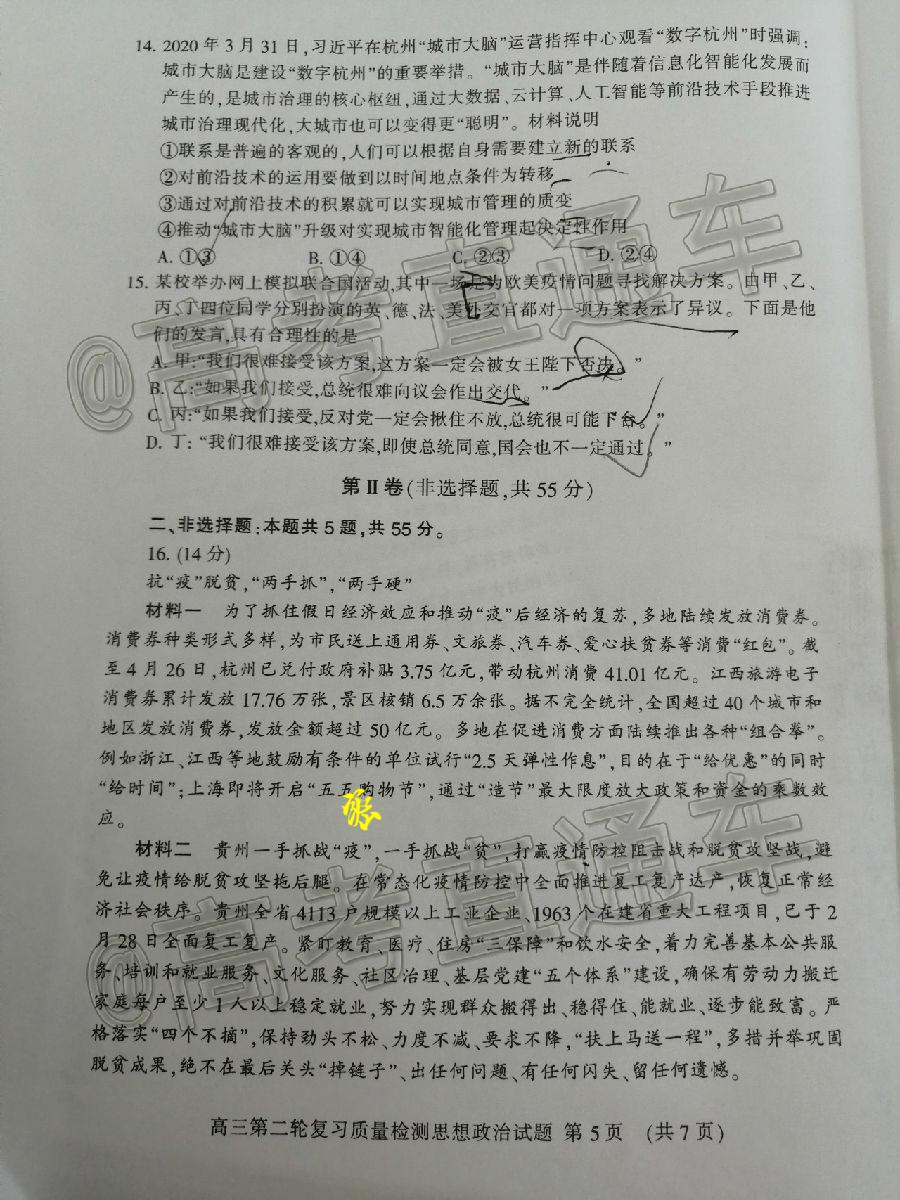 14. 2020 年 3 月 31 日,习近平在杭州“城市大脑”运营指挥中心观看“数字杭州”时强调:
城市大脑是建设“数字杭州”的重要举措。“城市大脑”是伴随着信息化智能化发展而
产生的,是城市治理的核心枢纽,通过大数据、云计算、人工智能等前沿技术手段推进
城市治理现代化,大城市也可以变得更“聪明”。材料说明
①联系是普遍的客观的,人们可以根据自身需要建立新的联系
②对前沿技术的运用要做到以时间地点条件为转移
③通过对前沿技术的积累就可以实现城市管理的质变
④推动“城市大脑”升级对实现城市智能化管理起决定性作用
A. ①③ B. ①④ C. ②③ D. ②④
15. 某校举办网上模拟联合国活动,其中一场是为欧美疫情问题寻找解决方案。由甲、乙、
丙、丁四位同学分别扮演的英、德、法、美外交官都对一项方案表示了异议。下面是他
们的发言,具有合理性的是
A. 甲:“我们很难接受该方案,这方案一定会被女王陛下否决。”
B. 乙:“如果我们接受,总统很难向议会作出交代。”
C. 丙:“如果我们接受,反对党一定会揪住不放,总统很可能下台。”
D. 丁:“我们很难接受该方案,即使总统同意,国会也不一定通过。”
第Ⅱ卷(非选择题,共 55 分)
二、非选择题:本题共 5 题,共 55 分。
16. (14 分)
抗“疫”脱贫,“两手抓”,“两手硬”
材料一 为了抓住假日经济效应和推动“疫”后经济的复苏,多地陆续发放消费券。
消费券种类形式多样,为市民送上通用券、文旅券、汽车券、爱心扶贫券等消费“红包”。截
至 4 月 26 日,杭州已兑付政府补贴 3.75 亿元,带动杭州消费 41.01 亿元。江西旅游电子
消费券累计发放 17.76 万张,景区核销 6.5 万余张。据不完全统计,全国超过 40 个城市和
地区发放消费券,发放金额超过 50 亿元。多地在促进消费方面陆续推出各种“组合拳”。
例如浙江、江西等地鼓励有条件的单位试行“2.5 天弹性作息”,目的在于“给优惠”的同时
“给时间”;上海即将开启“五五购物节”,通过“造节”最大限度放大政策和资金的乘数效
应。
材料二 贵州一手抓战“疫”,一手抓战“贫”,打赢疫情防控阻击战和脱贫攻坚战,避
免让疫情给脱贫攻坚拖后腿。在常态化疫情防控中全面推进复工复产达产,恢复正常经
济社会秩序。贵州全省 4113 户规模以上工业企业、1963 个在建省重大工程项目,已于 2
月 28 日全面复工复产。紧盯教育、医疗、住房“三保障”和饮水安全,着力完善基本公共服
务、培训和就业服务、文化服务、社区治理、基层党建“五个体系”建设,确保有劳动力搬迁
家庭每户至少 1 人以上稳定就业,努力实现群众搬得出、稳得住、能就业、逐步能致富。严
格落实“四个不摘”,保持劲头不松、力度不减、要求不降,“扶上马送一程”,多措并举巩固
脱贫成果,绝不在最后关头“掉链子”、出任何问题、有任何闪失、留任何遗憾。
高三第二轮复习质量检测思想政治试题 第 5 页 (共 7 页)
@高考直通车
@高考直通车